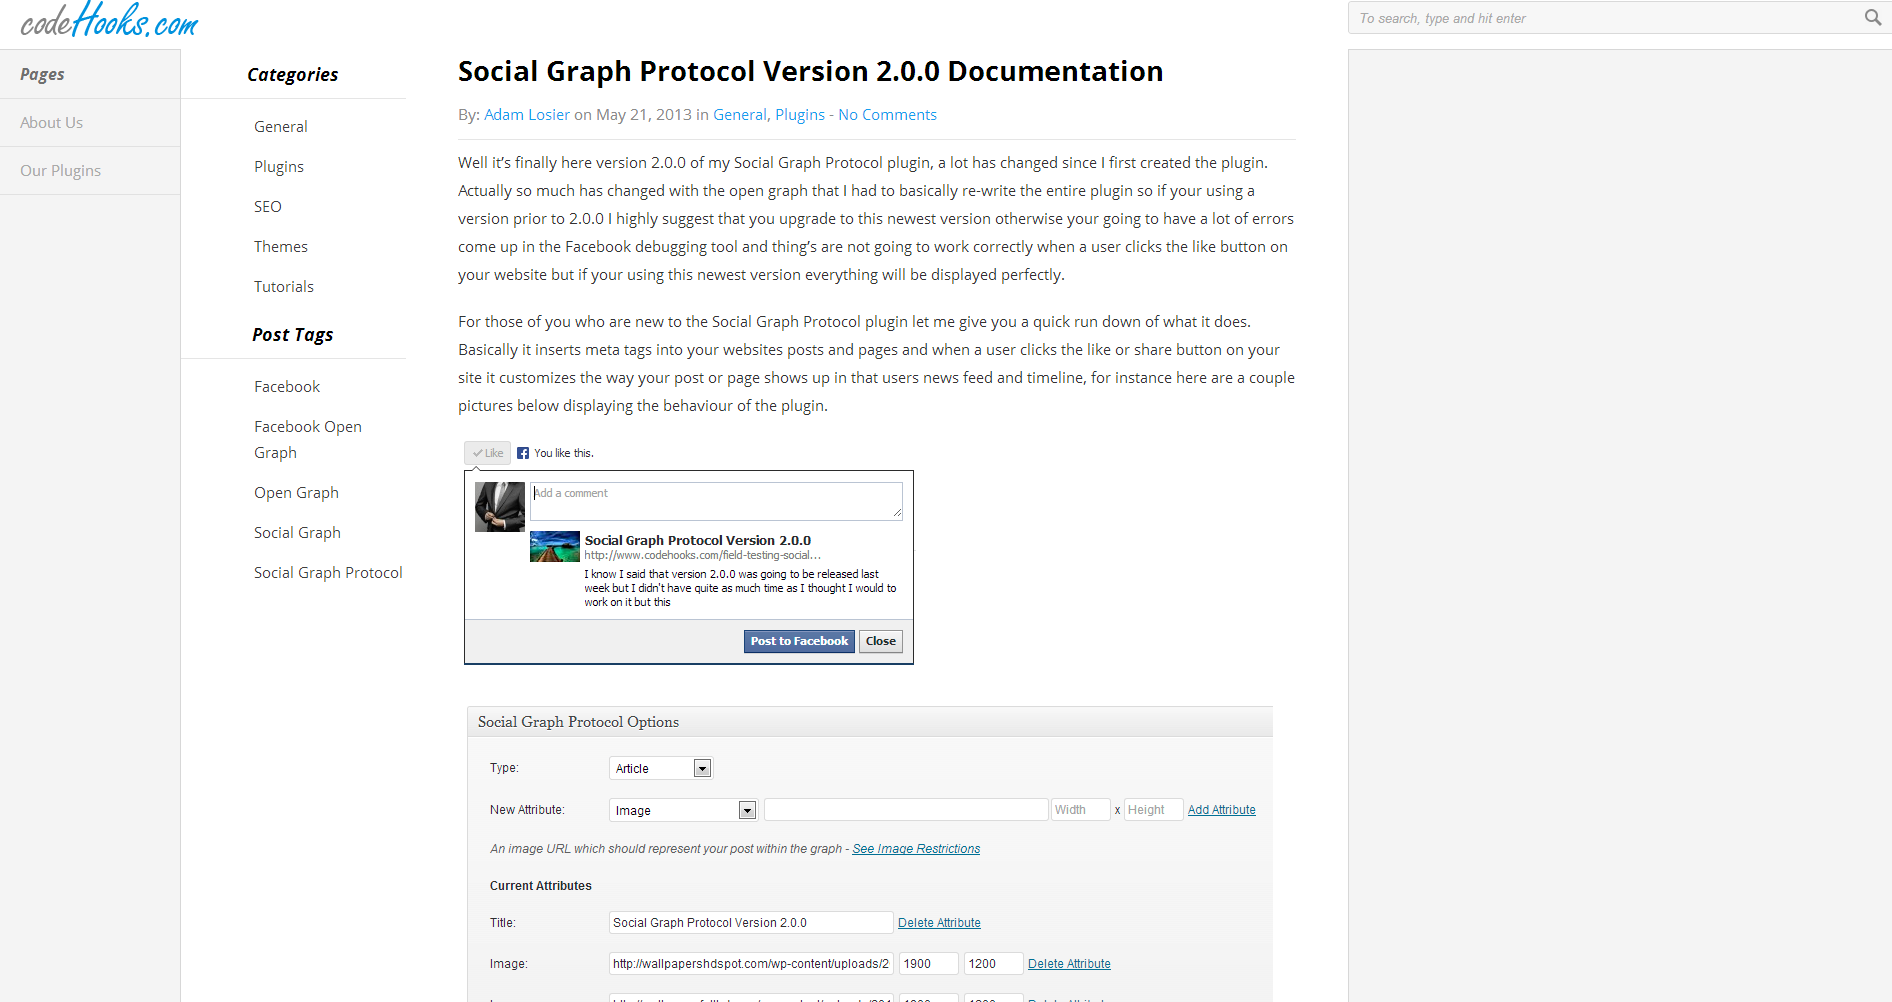 codeHooks.com
To search, type and hit enter
Pages
About Us
Our Plugins
Categories
General
Plugins
SEO
Themes
Tutorials
Post Tags
Facebook
Facebook Open
Graph
Open Graph
Social Graph
Social Graph Protocol
Social Graph Protocol Version 2.0.0 Documentation
By: Adam Losier on May 21, 2013 in General, Plugins - No Comments
Well it’s finally here version 2.0.0 of my Social Graph Protocol plugin, a lot has changed since I first created the plugin.
Actually so much has changed with the open graph that I had to basically re-write the entire plugin so if your using a
version prior to 2.0.0 I highly suggest that you upgrade to this newest version otherwise your going to have a lot of errors
come up in the Facebook debugging tool and thing’s are not going to work correctly when a user clicks the like button on
your website but if your using this newest version everything will be displayed perfectly.
For those of you who are new to the Social Graph Protocol plugin let me give you a quick run down of what it does.
Basically it inserts meta tags into your websites posts and pages and when a user clicks the like or share button on your
site it customizes the way your post or page shows up in that users news feed and timeline, for instance here are a couple
pictures below displaying the behaviour of the plugin.
Like You like this.
Add a comment
Social Graph Protocol Version 2.0.0
http://www.codehooks.com/field-testing-social...
I know I said that version 2.0.0 was going to be released last
week but I didn't have quite as much time as I thought I would to
work on it but this
Post to Facebook Close
Social Graph Protocol Options
Type: Article
New Attribute: Image Width x Height Add Attribute
An image URL which should represent your post within the graph - See Image Restrictions
Current Attributes
Title: Social Graph Protocol Version 2.0.0 Delete Attribute
Image: http://wallpapershdspot.com/wp-content/uploads/2 1900 1200 Delete Attribute